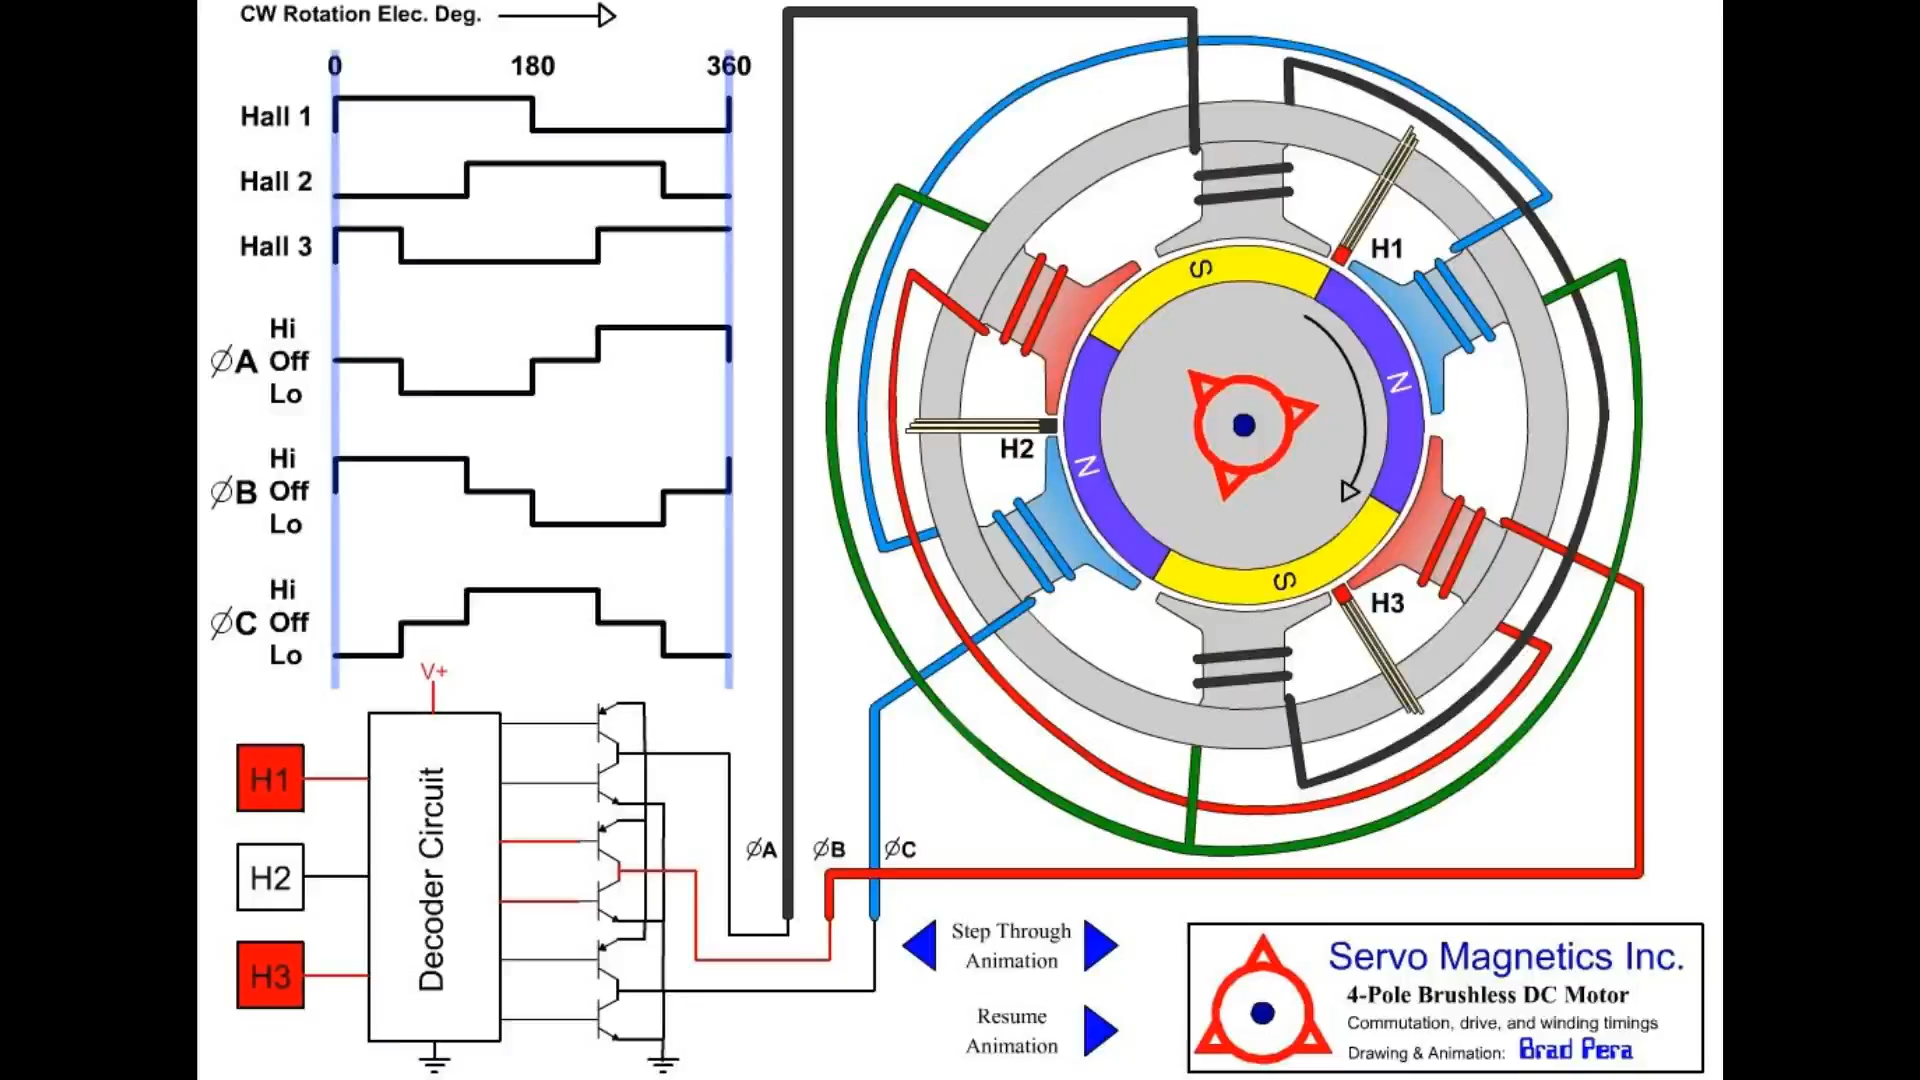 CW Rotation Elec. Deg.
0 180 360
Hall 1
Hall 2
Hall 3
Hi
ØA Off
Lo
Hi
ØB Off
Lo
Hi
ØC Off
Lo
V+
H1
H2
H3
Decoder Circuit
ØA ØB ØC
H1
H2
H3
S
N
N
S
Step Through
Animation
Resume
Animation
Servo Magnetics Inc.
4-Pole Brushless DC Motor
Commutation, drive, and winding timings
Drawing & Animation: Brad Pera